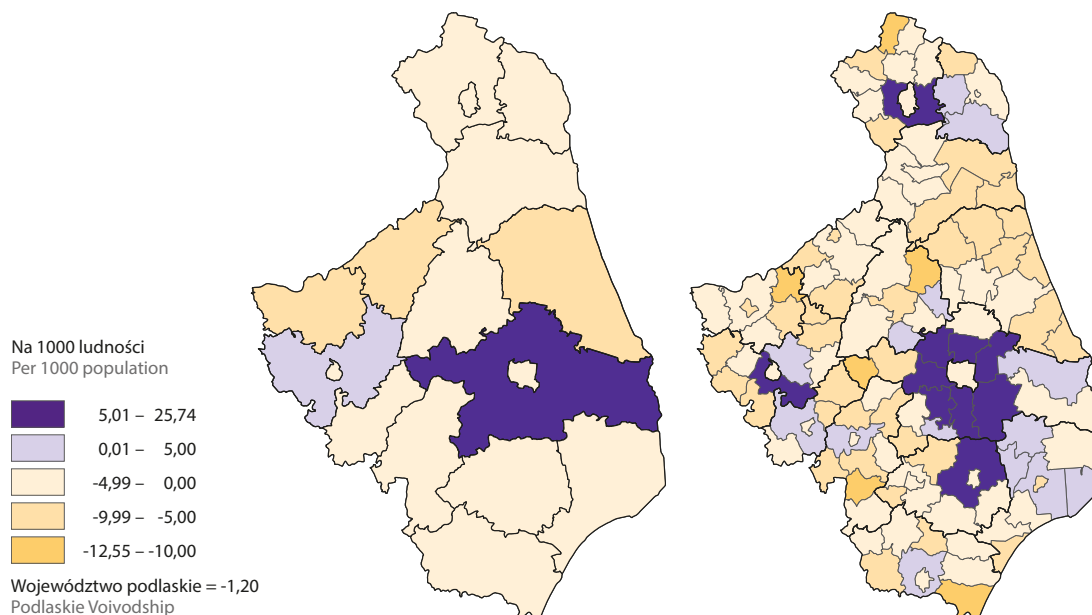 Na 1000 ludności
Per 1000 population
5,01 – 25,74
0,01 – 5,00
-4,99 – 0,00
-9,99 – -5,00
-12,55 – -10,00
Województwo podlaskie = -1,20
Podlaskie Voivodship